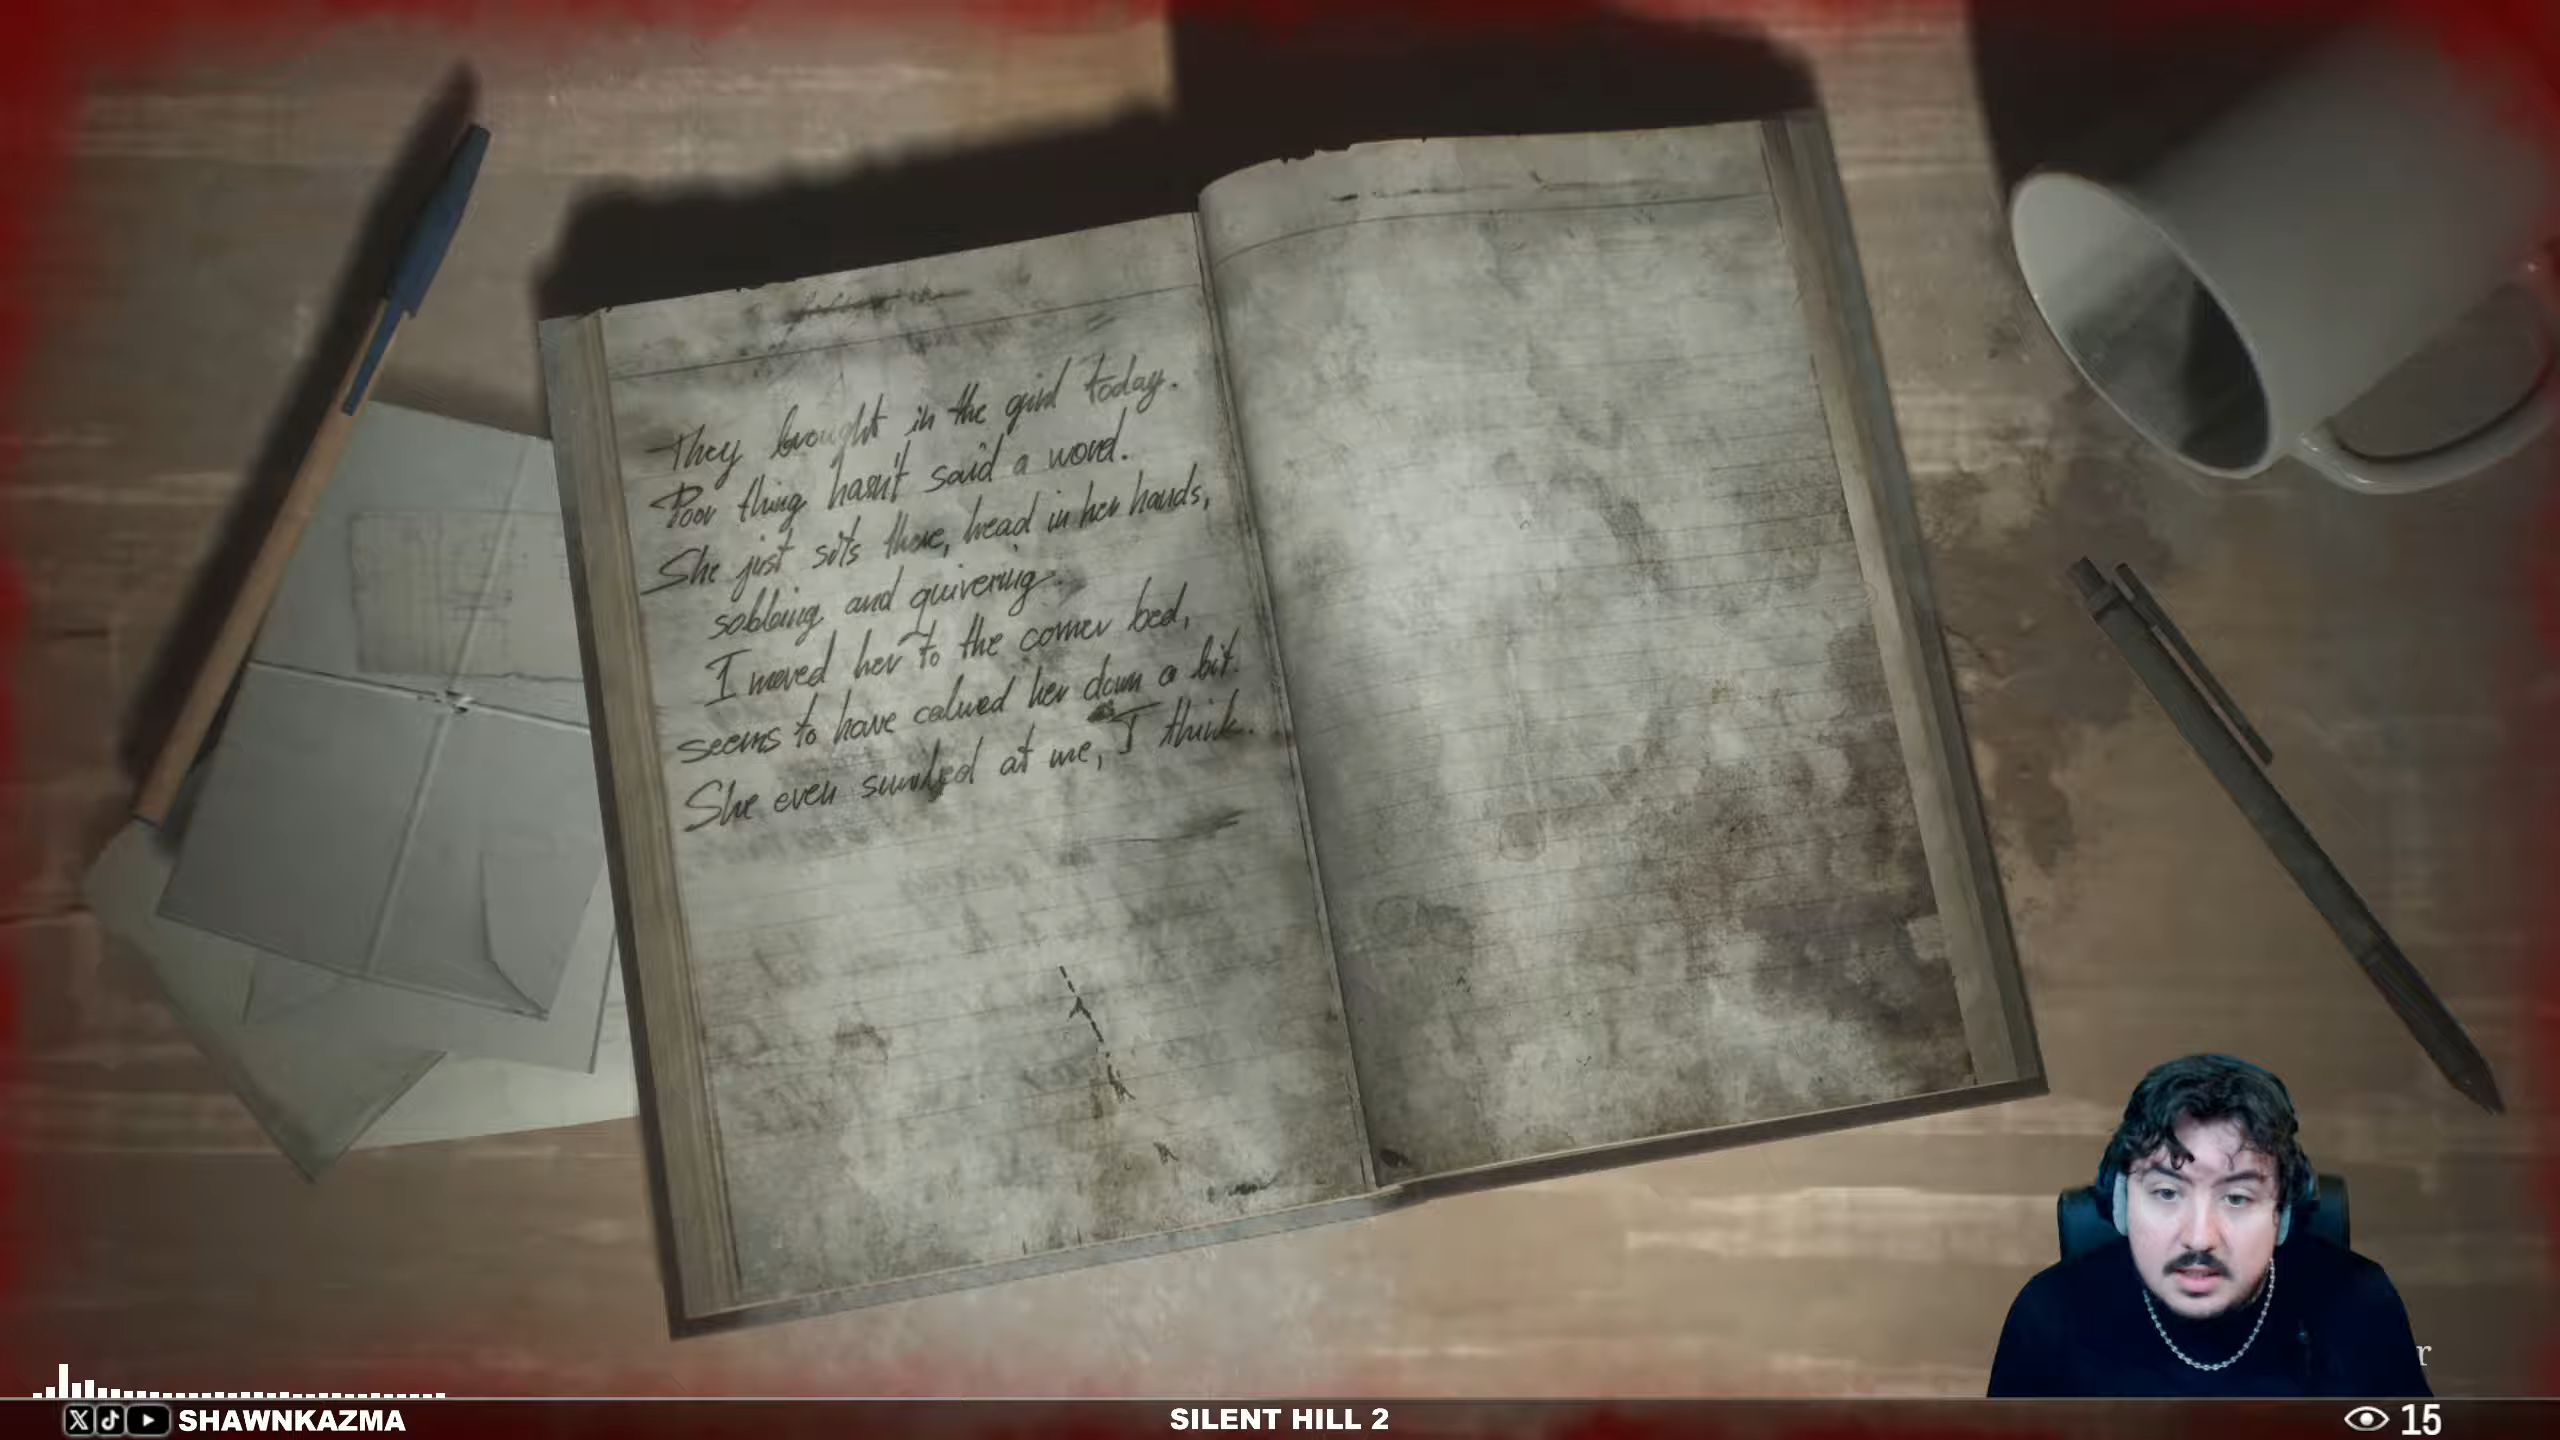 They brought in the girl today.
Poor thing hasn't said a word.
She just sits there, head in her hands,
sobbing and quivering.
I moved her to the corner bed,
seems to have calmed her down a bit.
She even smiled at me, I think.
r
SHAWNKAZMA
SILENT HILL 2
15